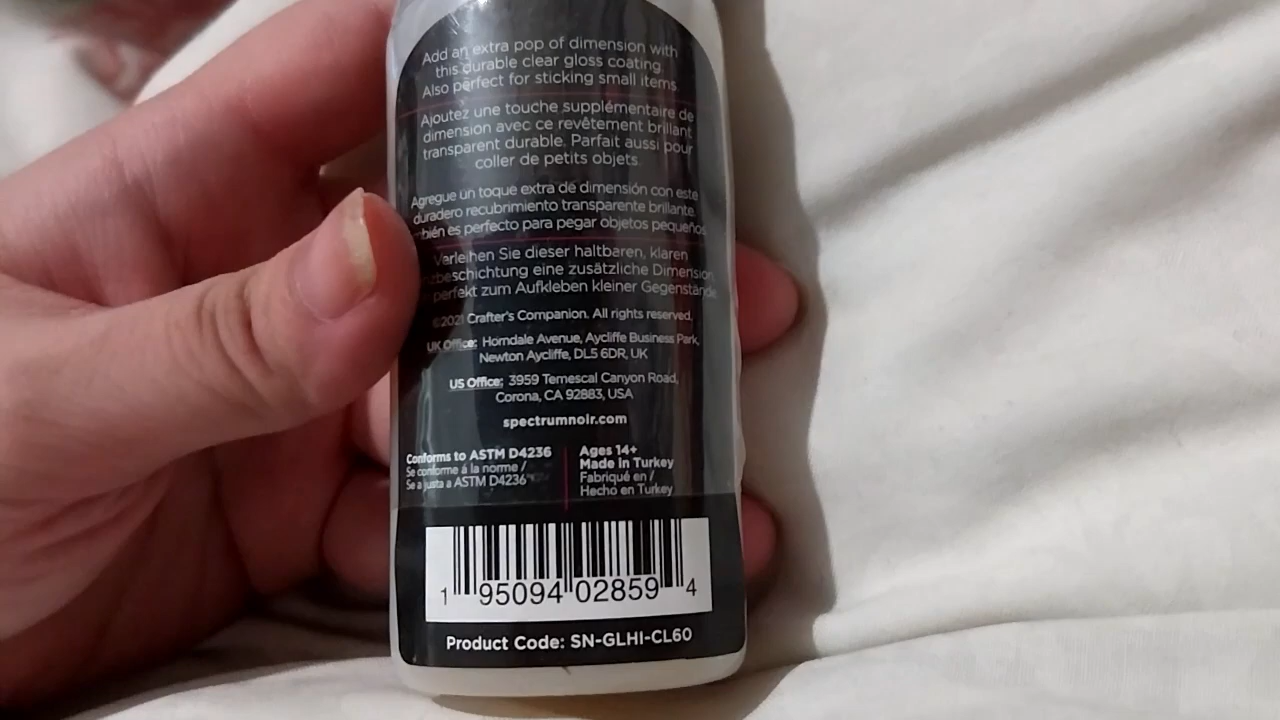 Add an extra pop of dimension with
this durable clear gloss coating.
Also perfect for sticking small items.
Ajoutez une touche supplémentaire de
dimension avec ce revêtement brillant
transparent durable. Parfait aussi pour
coller de petits objets.
Agregue un toque extra de dimensión con este
duradero recubrimiento transparente brillante.
bién es perfecto para pegar objetos pequeños
Verleihen Sie dieser haltbaren, klaren
zbeschichtung eine zusätzliche Dimension
perfekt zum Aufkleben kleiner Gegenstände
©2021 Crafter's Companion. All rights reserved.
UK Office: Horndale Avenue, Aycliffe Business Park,
Newton Aycliffe, DL5 6DR, UK
US Office: 3959 Temescal Canyon Road,
Corona, CA 92883, USA
spectrumnoir.com
Conforms to ASTM D4236
Se conforme á la norme /
Se ajusta a ASTM D4236
Ages 14+
Made in Turkey
Fabriqué en /
Hecho en Turkey
1 95094 02859 4
Product Code: SN-GLHI-CL60